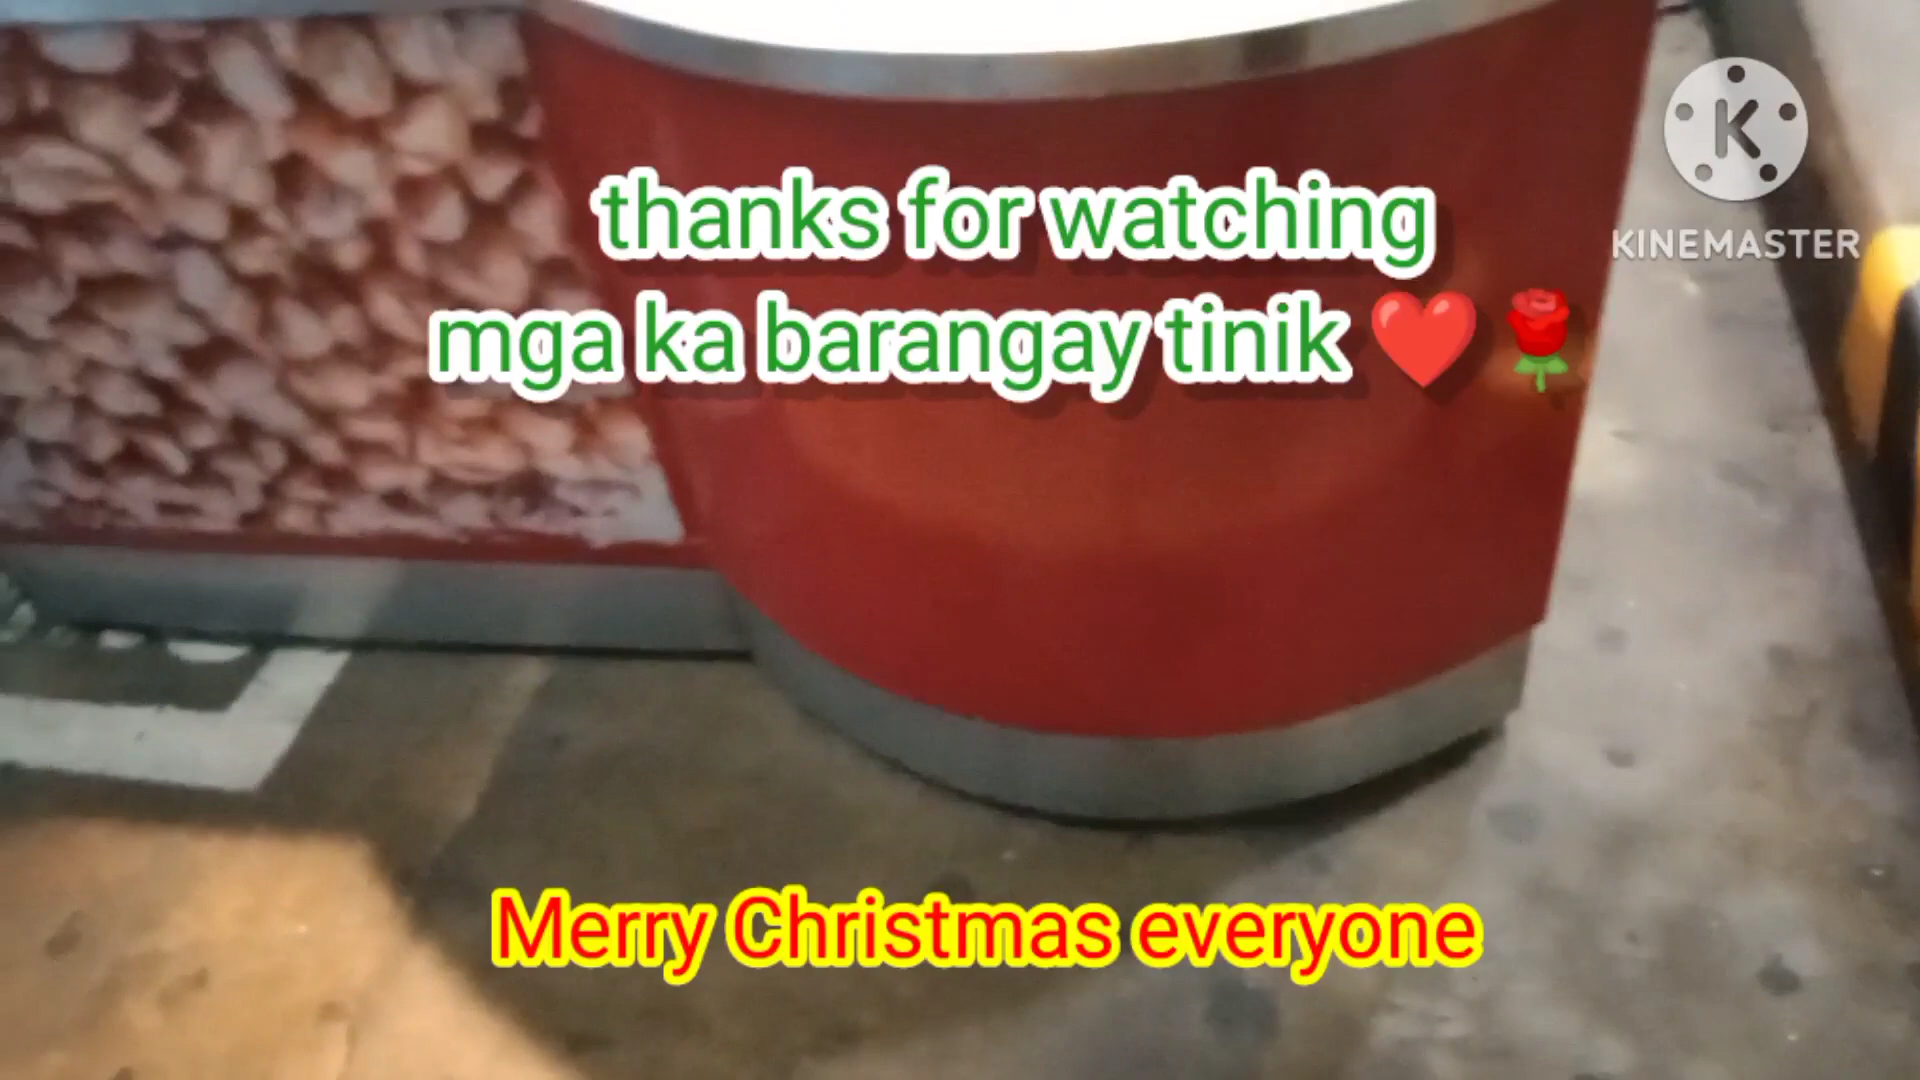 K
KINEMASTER
thanks for watching
mga ka barangay tinik ❤️🌹
Merry Christmas everyone